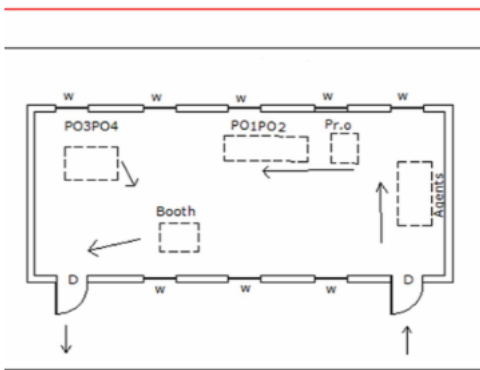 W W W W W
PO3PO4 PO1PO2 Pr.o
Agents
Booth
D D
W W W